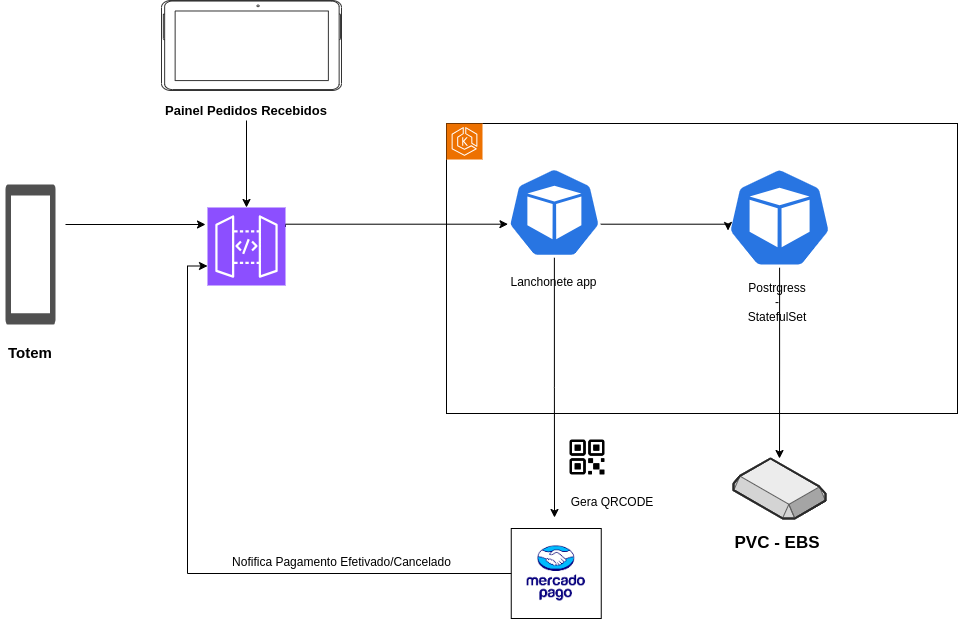 Painel Pedidos Recebidos
</>
K
Lanchonete app
Postrgress
-
StatefulSet
Totem
Gera QRCODE
PVC - EBS
Nofifica Pagamento Efetivado/Cancelado
mercado
pago